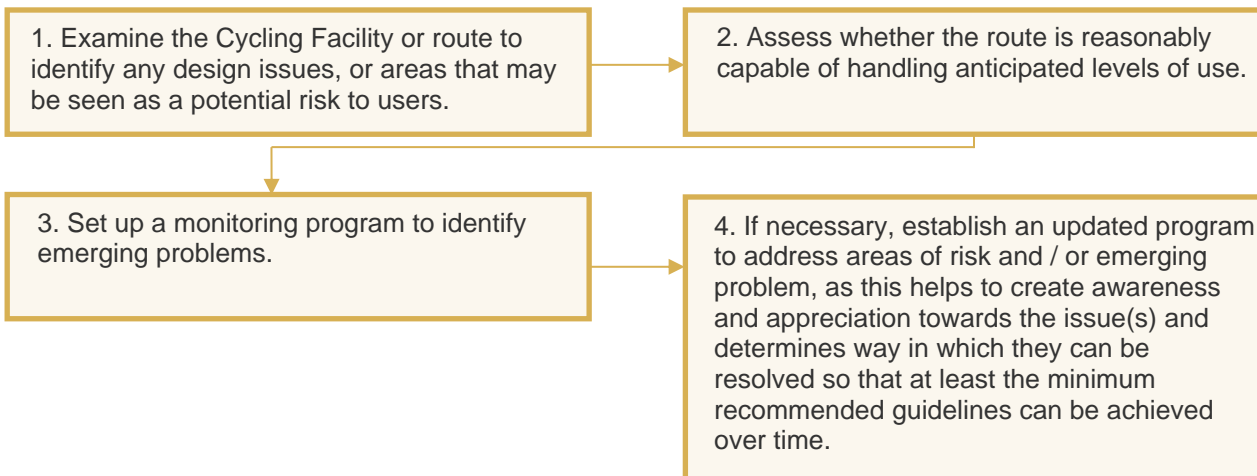 1. Examine the Cycling Facility or route to
identify any design issues, or areas that may
be seen as a potential risk to users.
2. Assess whether the route is reasonably
capable of handling anticipated levels of use.
3. Set up a monitoring program to identify
emerging problems.
4. If necessary, establish an updated program
to address areas of risk and / or emerging
problem, as this helps to create awareness
and appreciation towards the issue(s) and
determines way in which they can be
resolved so that at least the minimum
recommended guidelines can be achieved
over time.